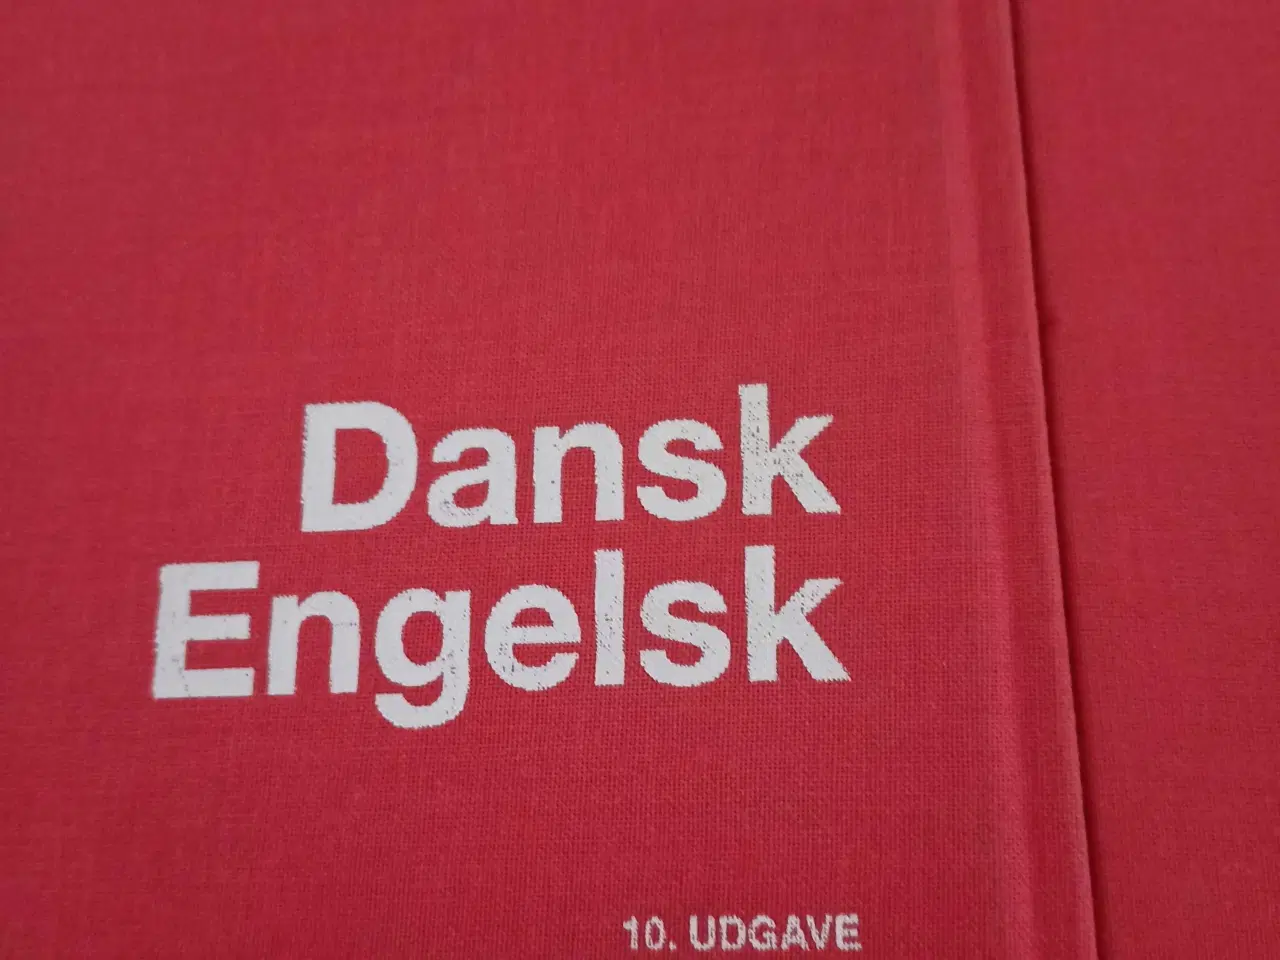 Dansk
Engelsk
10. UDGAVE